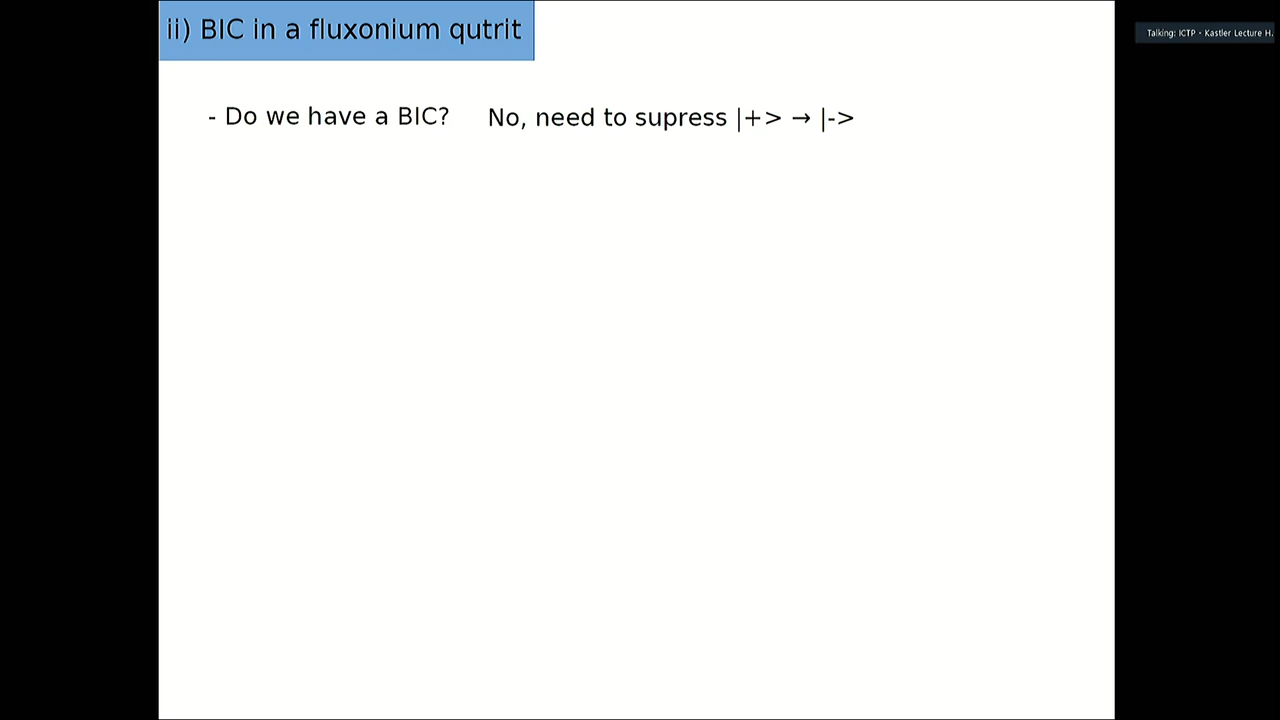 ii) BIC in a fluxonium qutrit
Talking: ICTP - Kastler Lecture H.
- Do we have a BIC? No, need to supress |+> → |->